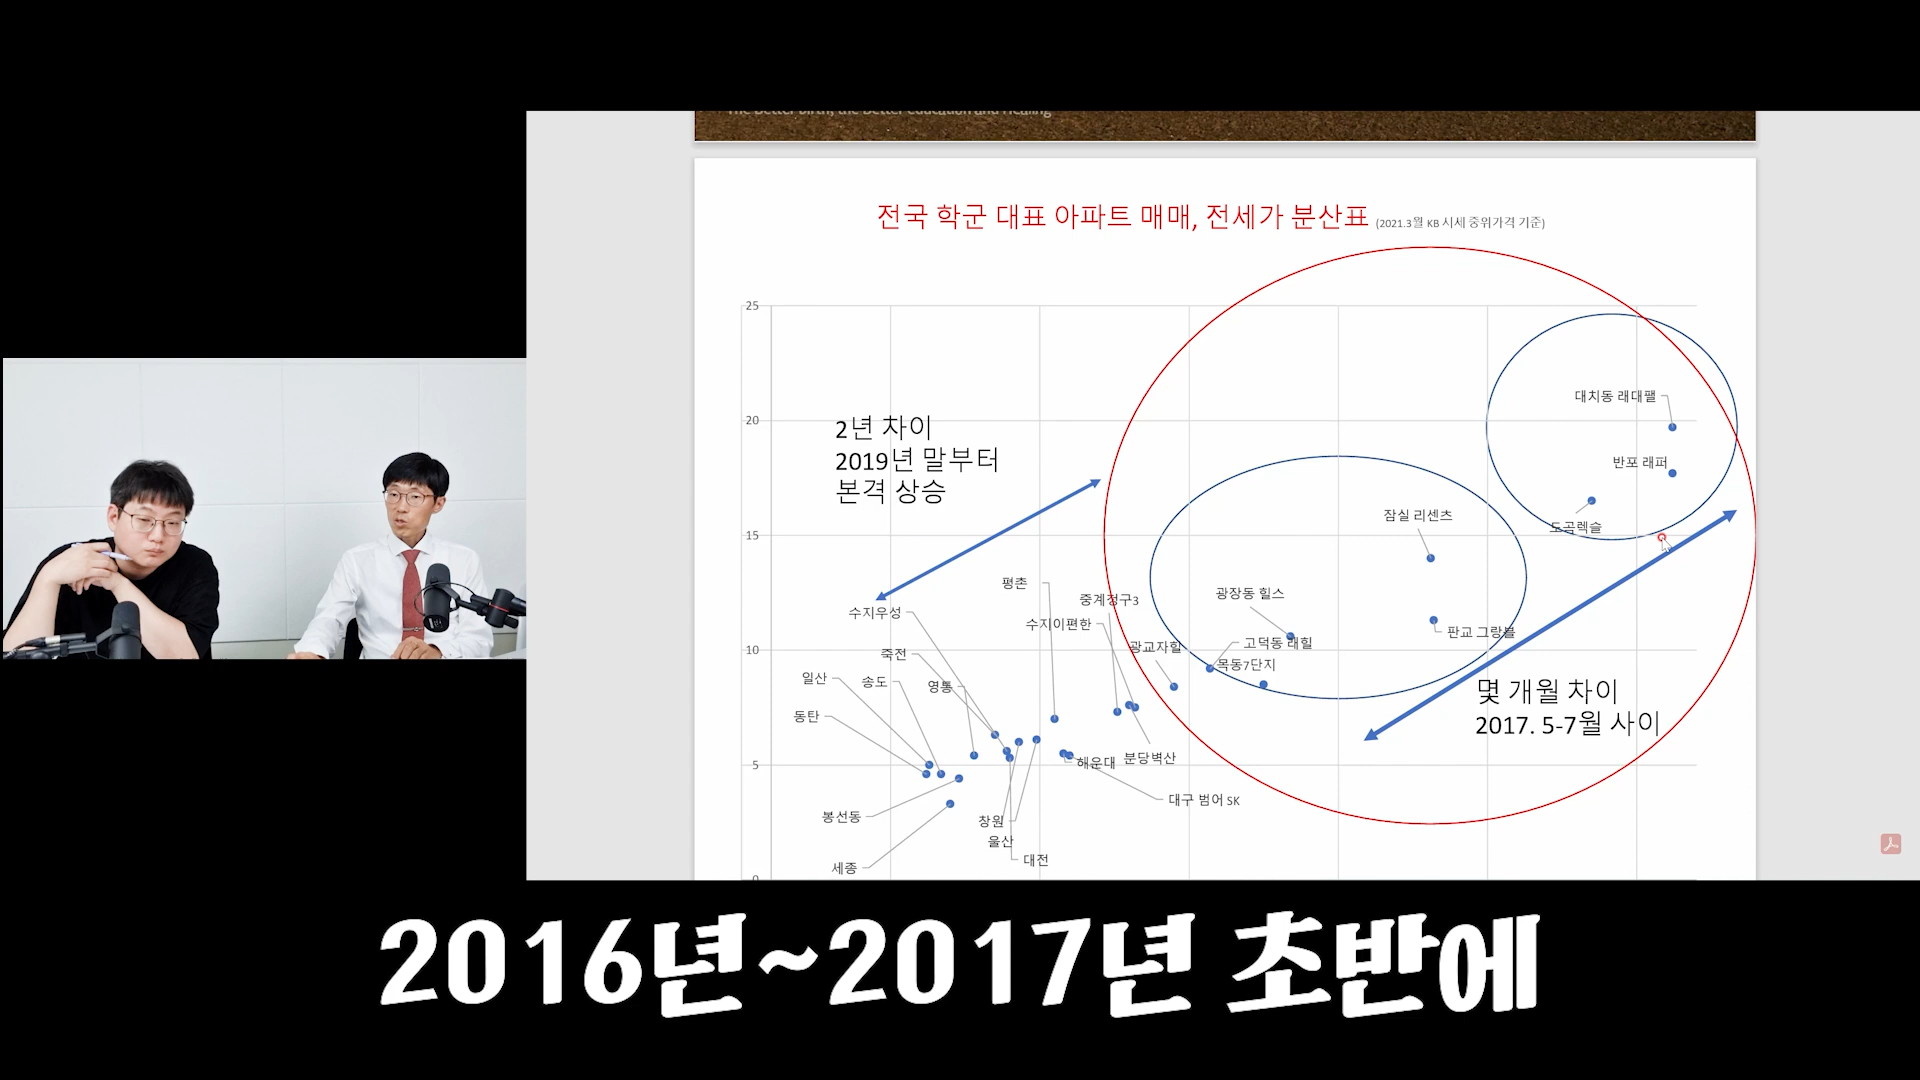 The Better Birth, the Better Education and Healing
전국 학군 대표 아파트 매매, 전세가 분산표 (2021.3월 KB 시세 중위가격 기준)
25
20
15
10
5
0
2년 차이
2019년 말부터
본격 상승
대치동 래대팰
반포 래퍼
도곡렉슬
잠실 리센츠
광장동 힐스
판교 그랑블
고덕동 래힐
목동7단지
평촌
중계청구3
수지이편한
광교자힐
수지우성
죽전
일산
송도
영통
동탄
해운대
분당벽산
대구 범어 SK
봉선동
세종
창원
울산
대전
몇 개월 차이
2017. 5-7월 사이
2016년~2017년 초반에